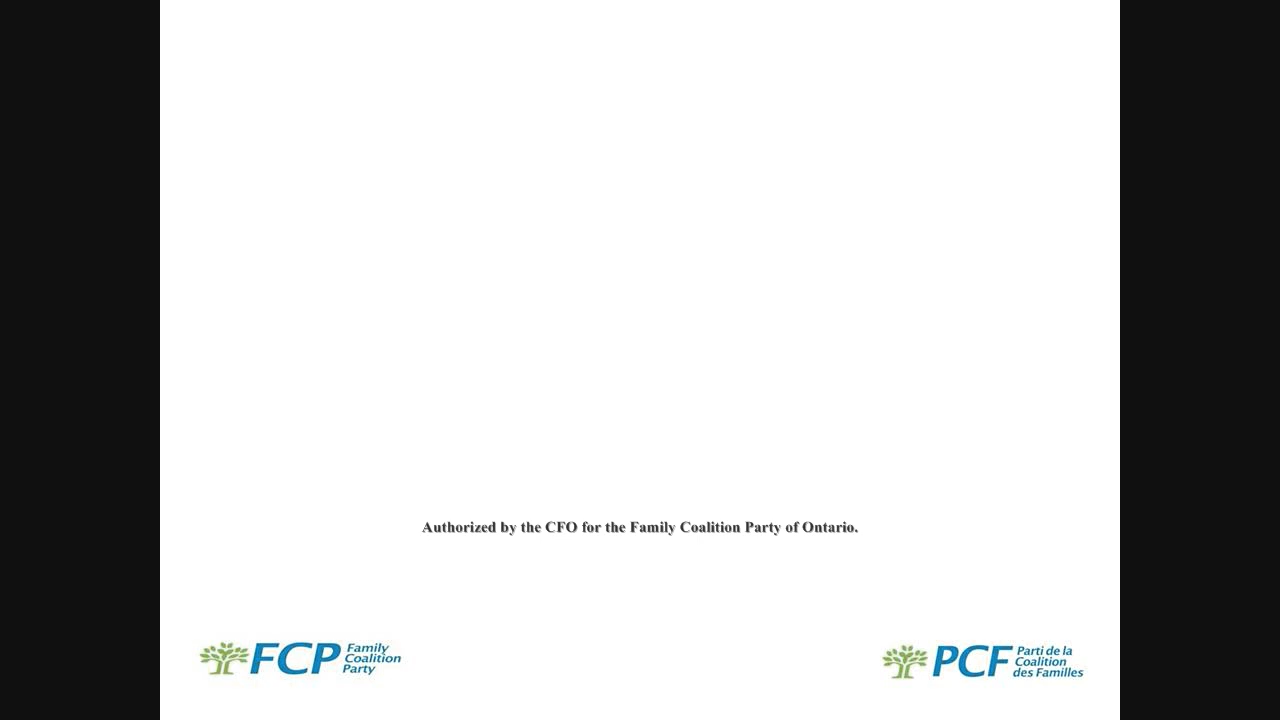 Authorized by the CFO for the Family Coalition Party of Ontario.
FCP Family
Coalition
Party
PCF Parti de la
Coalition
des Familles